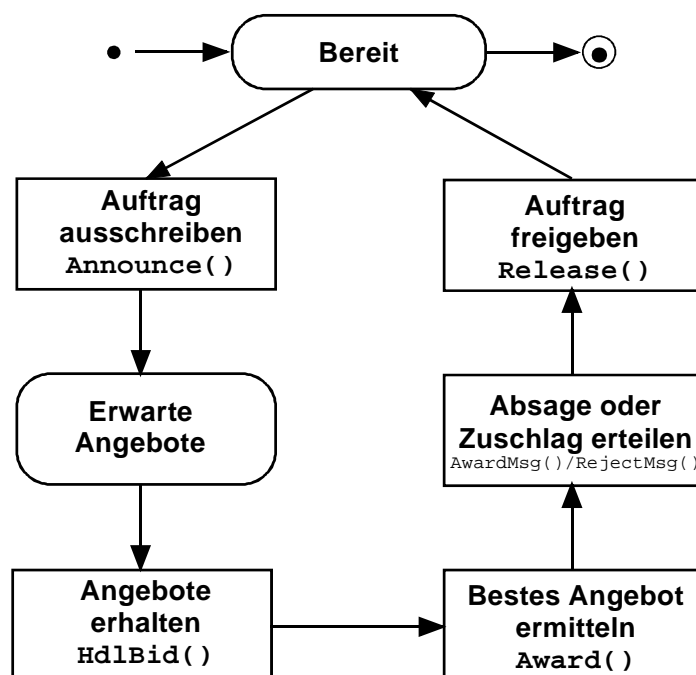 Bereit
Auftrag
ausschreiben
Announce()
Auftrag
freigeben
Release()
Erwarte
Angebote
Absage oder
Zuschlag erteilen
AwardMsg()/RejectMsg()
Angebote
erhalten
HdlBid()
Bestes Angebot
ermitteln
Award()